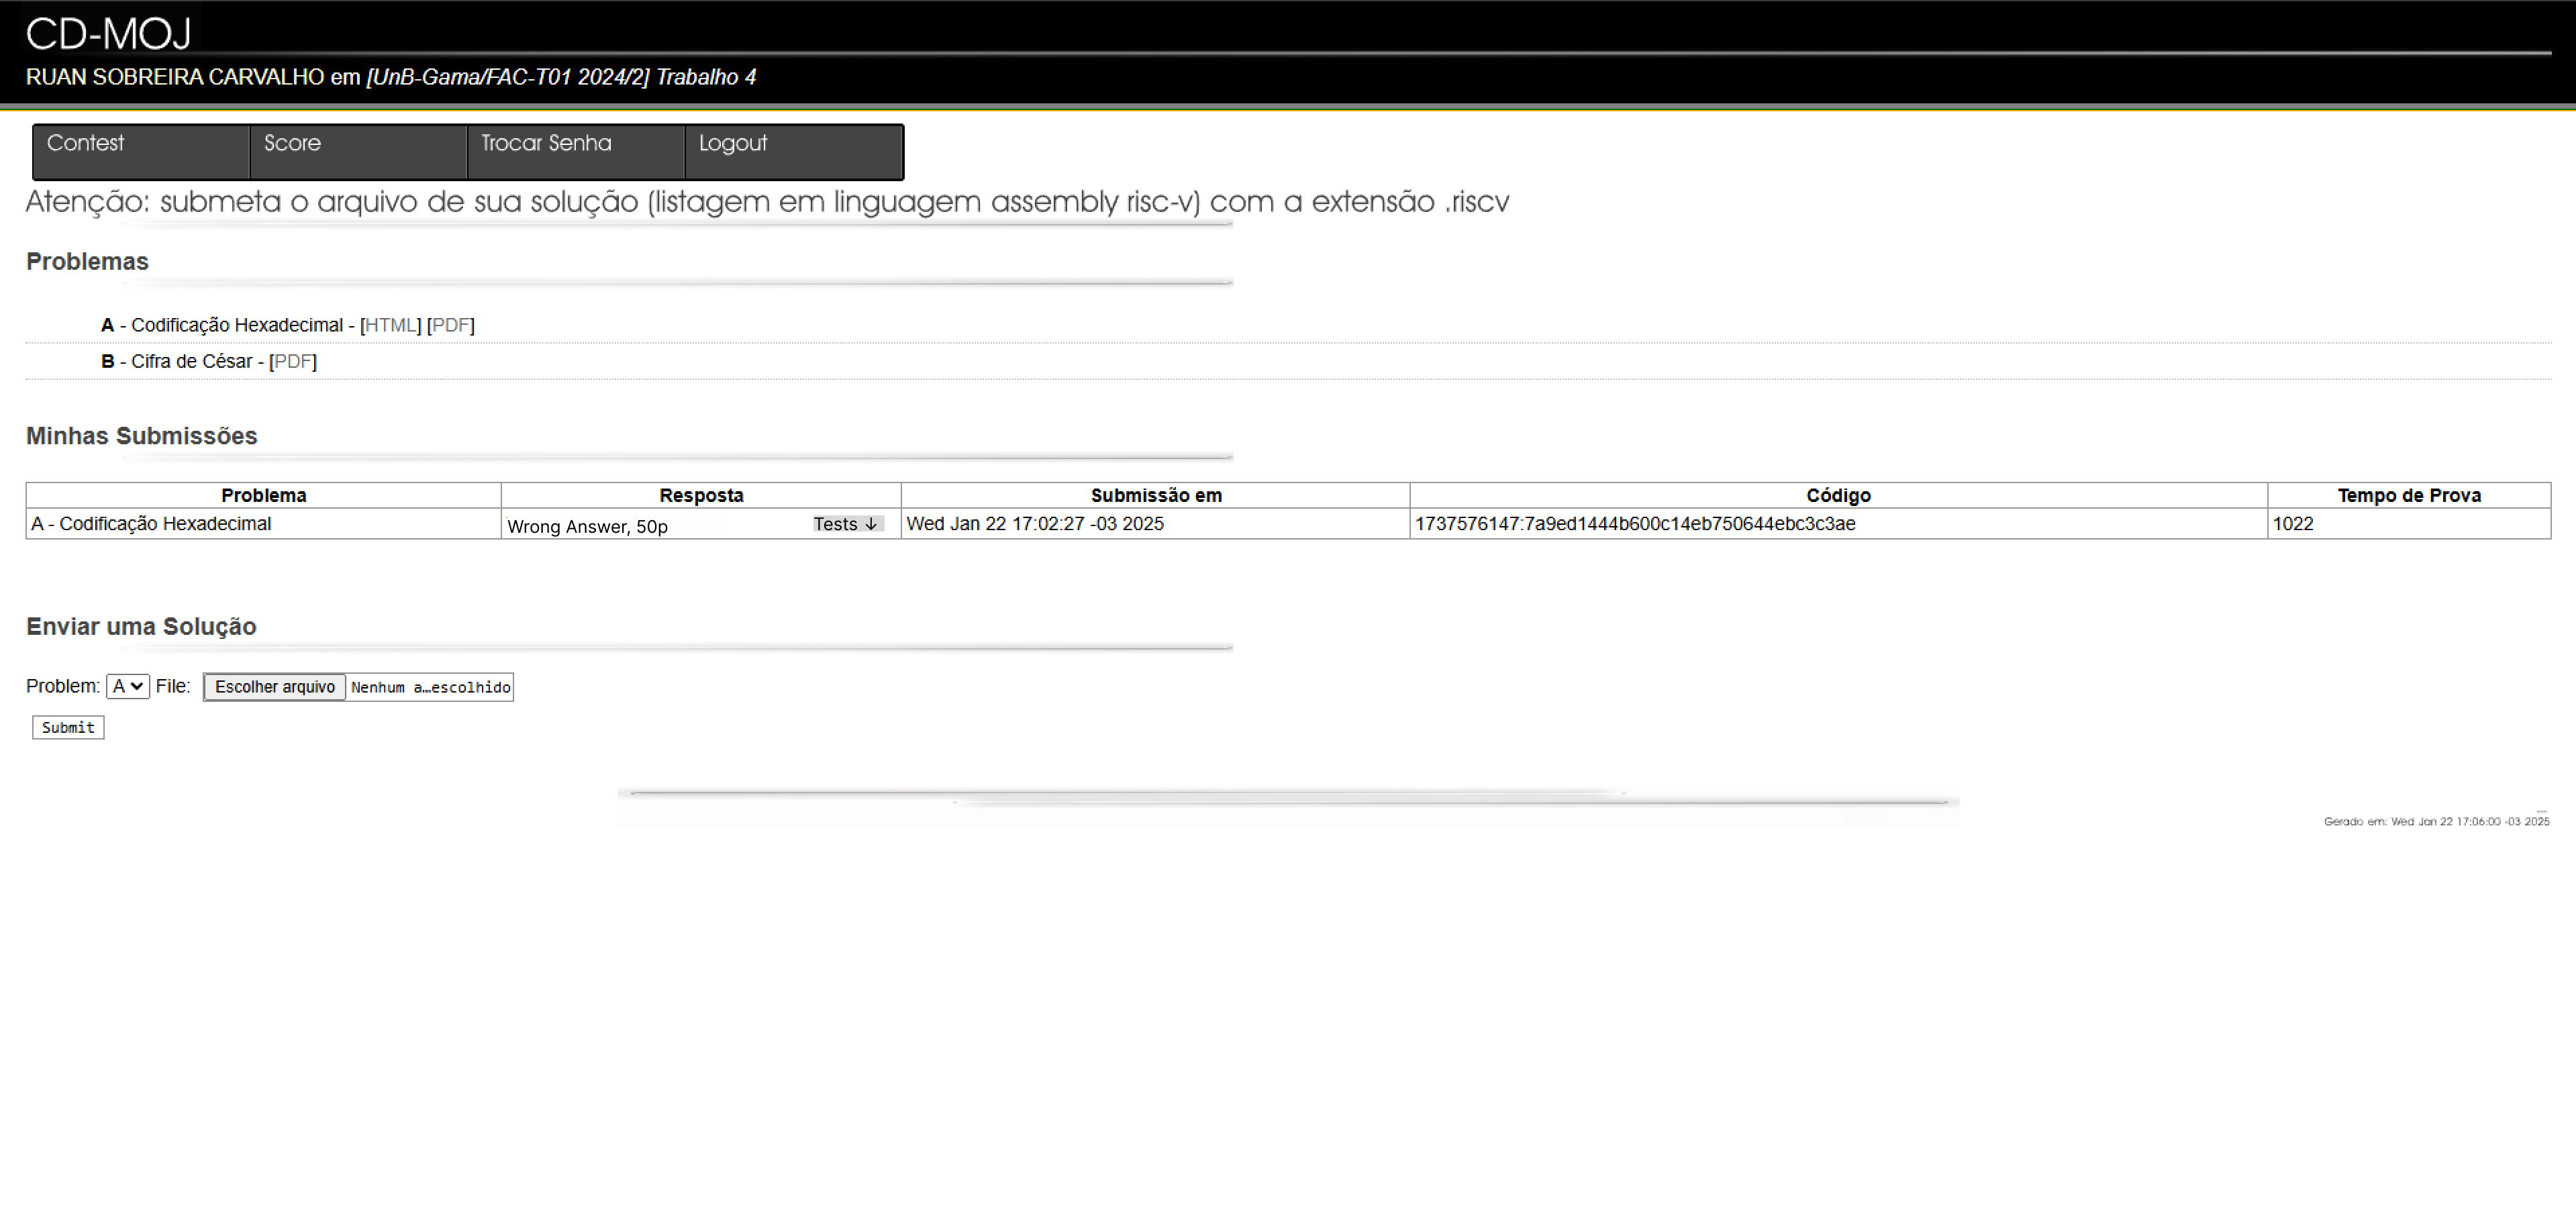 CD-MOJ
RUAN SOBREIRA CARVALHO em [UnB-Gama/FAC-T01 2024/2] Trabalho 4
Contest Score Trocar Senha Logout
Atenção: submeta o arquivo de sua solução (listagem em linguagem assembly risc-v) com a extensão .riscv
Problemas
A - Codificação Hexadecimal - [HTML] [PDF]
B - Cifra de César - [PDF]
Minhas Submissões
Problema Resposta Submissão em Código Tempo de Prova
A - Codificação Hexadecimal Wrong Answer, 50p Tests ↓ Wed Jan 22 17:02:27 -03 2025 1737576147:7a9ed1444b600c14eb750644ebc3c3ae 1022
Enviar uma Solução
Problem: A File: Escolher arquivo Nenhum a…escolhido
Submit
Gerado em: Wed Jan 22 17:06:00 -03 2025